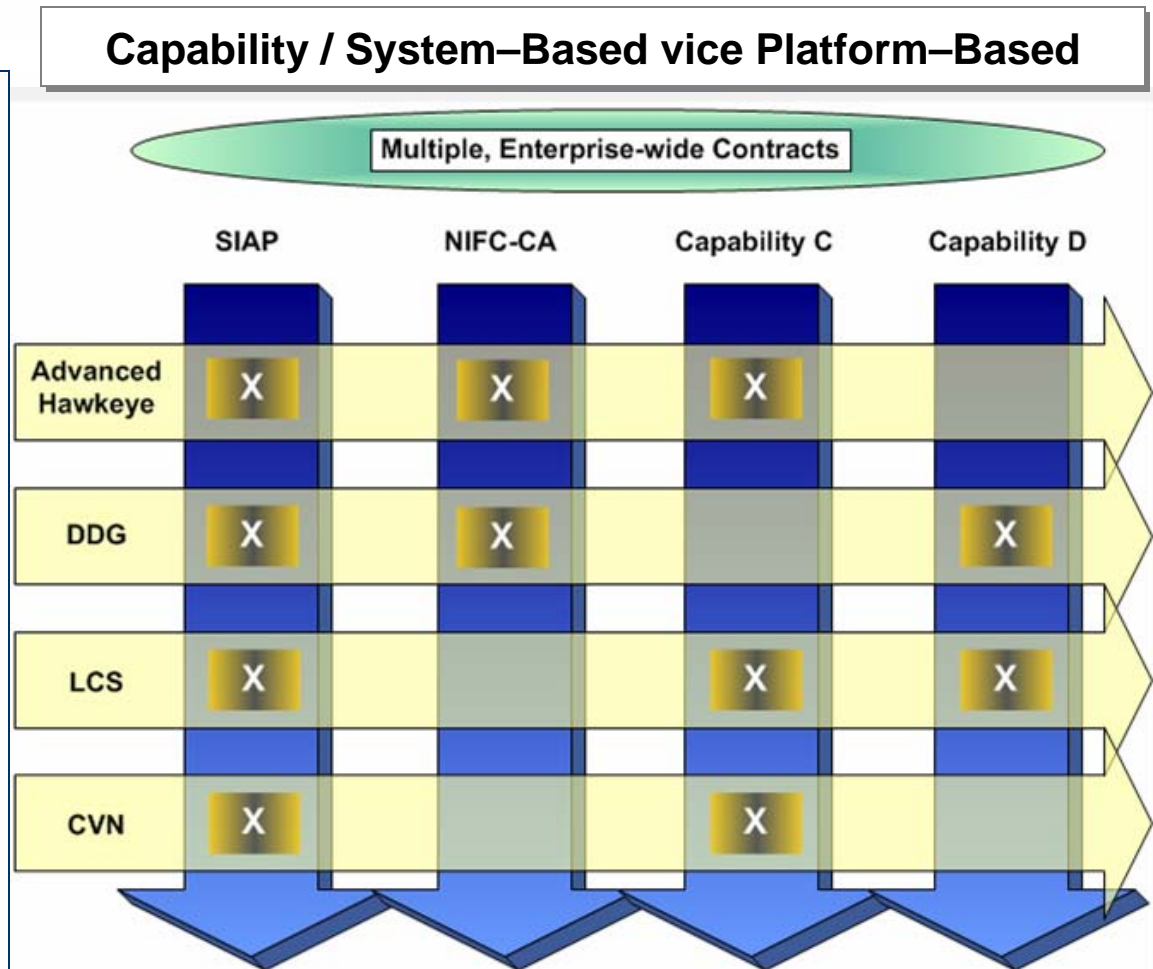 Capability / System–Based vice Platform–Based
Multiple, Enterprise-wide Contracts
SIAP NIFC-CA Capability C Capability D
Advanced
Hawkeye
X X X
DDG X X X
LCS X X X
CVN X X